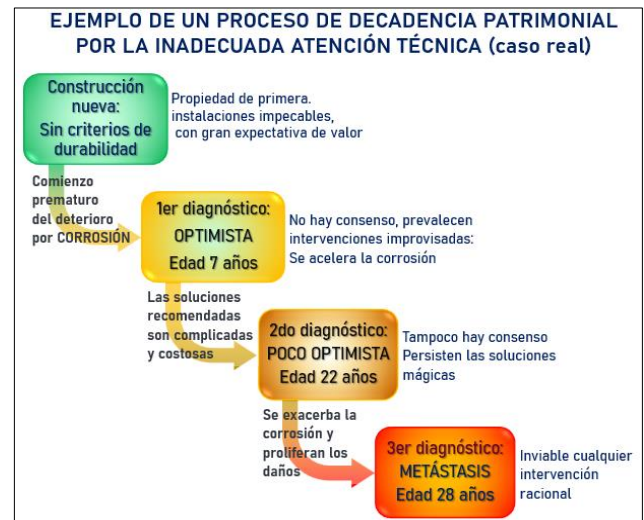 EJEMPLO DE UN PROCESO DE DECADENCIA PATRIMONIAL
POR LA INADECUADA ATENCIÓN TÉCNICA (caso real)
Construcción
nueva:
Sin criterios de
durabilidad
Propiedad de primera.
instalaciones impecables,
con gran expectativa de valor
Comienzo
prematuro
del deterioro
por CORROSIÓN
1er diagnóstico:
OPTIMISTA
Edad 7 años
No hay consenso, prevalecen
intervenciones improvisadas:
Se acelera la corrosión
Las soluciones
recomendadas
son complicadas
y costosas
2do diagnóstico:
POCO OPTIMISTA
Edad 22 años
Tampoco hay consenso
Persisten las soluciones
mágicas
Se exacerba la
corrosión y
proliferan los
daños
3er diagnóstico:
METÁSTASIS
Edad 28 años
Inviable cualquier
intervención
racional